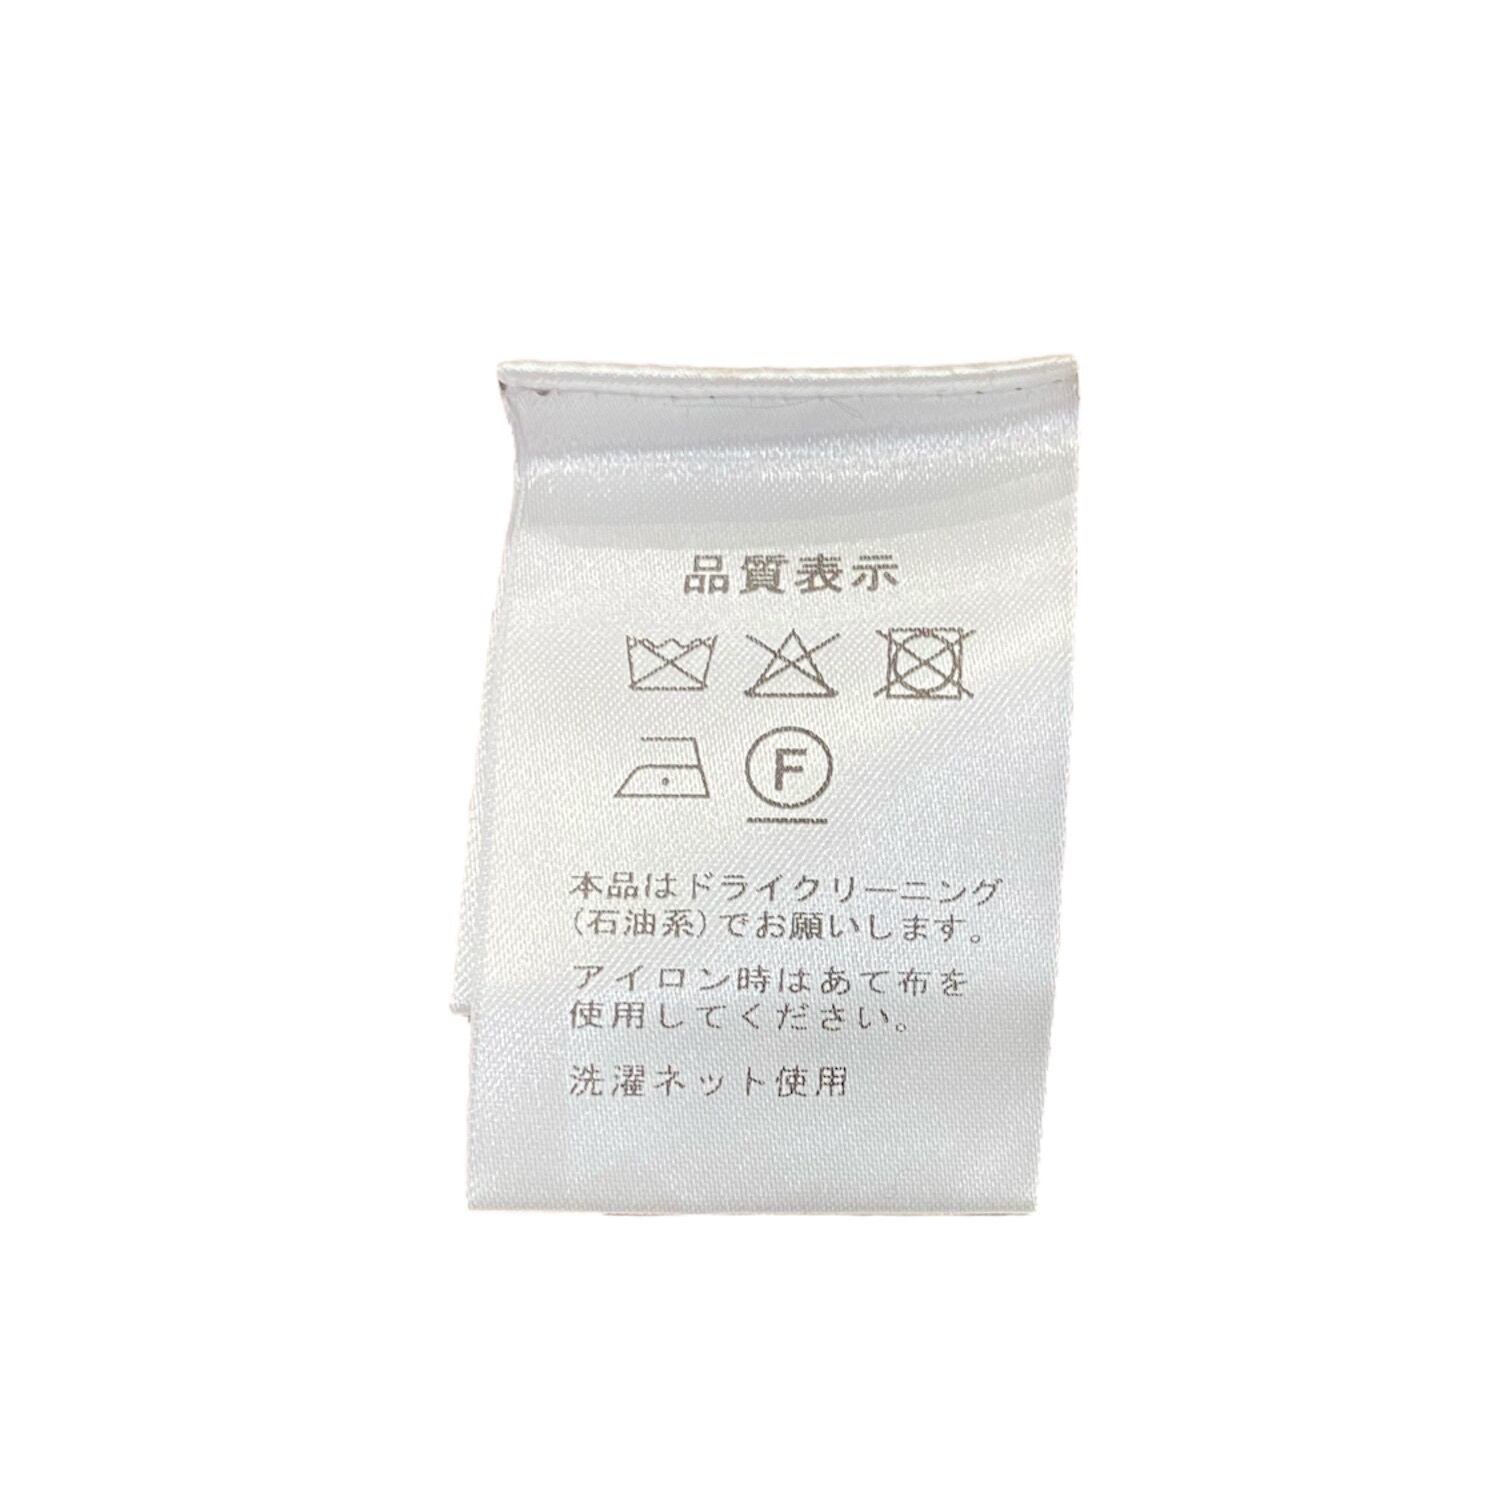 品質表示
F
本品はドライクリーニング
(石油系)でお願いします。
アイロン時はあて布を
使用してください。
洗濯ネット使用